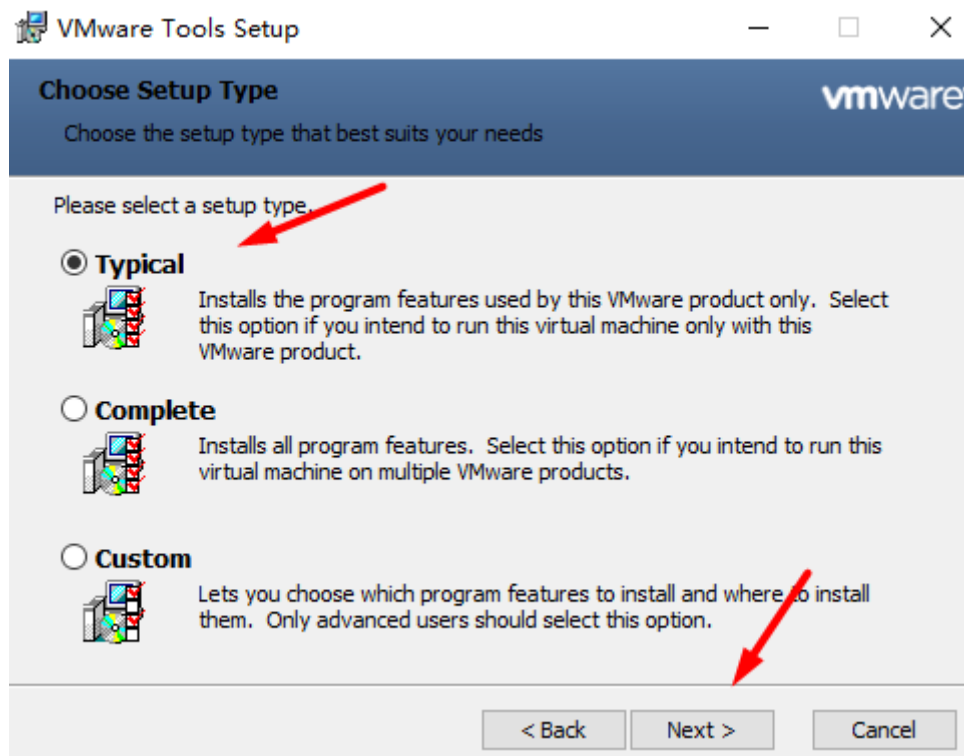 VMware Tools Setup
Choose Setup Type
vmware
Choose the setup type that best suits your needs
Please select a setup type.
Typical
Installs the program features used by this VMware product only.  Select
this option if you intend to run this virtual machine only with this
VMware product.
Complete
Installs all program features.  Select this option if you intend to run this
virtual machine on multiple VMware products.
Custom
Lets you choose which program features to install and where to install
them.  Only advanced users should select this option.
< Back
Next >
Cancel